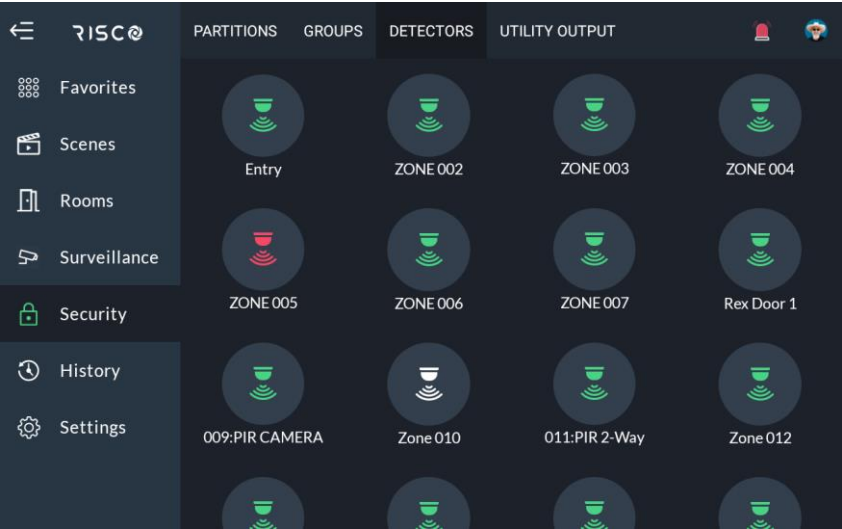 RISCO
PARTITIONS GROUPS DETECTORS UTILITY OUTPUT
Favorites
Scenes
Rooms
Surveillance
Security
History
Settings
Entry ZONE 002 ZONE 003 ZONE 004
ZONE 005 ZONE 006 ZONE 007 Rex Door 1
009:PIR CAMERA Zone 010 011:PIR 2-Way Zone 012